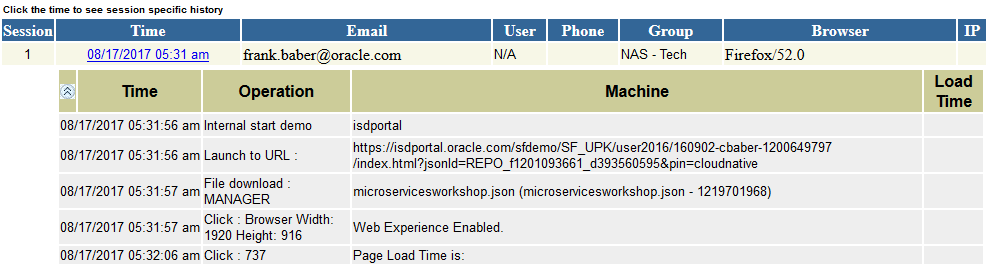 Click the time to see session specific history
Session Time Email User Phone Group Browser IP
1 08/17/2017 05:31 am frank.baber@oracle.com N/A NAS - Tech Firefox/52.0
Time Operation Machine Load
Time
08/17/2017 05:31:56 am Internal start demo isdportal
08/17/2017 05:31:56 am Launch to URL : https://isdportal.oracle.com/sfdemo/SF_UPK/user2016/160902-cbaber-1200649797
/index.html?jsonId=REPO_f1201093661_d393560595&pin=cloudnative
08/17/2017 05:31:57 am File download :
MANAGER microservicesworkshop.json (microservicesworkshop.json - 1219701968)
08/17/2017 05:31:57 am Click : Browser Width:
1920 Height: 916 Web Experience Enabled.
08/17/2017 05:32:06 am Click : 737 Page Load Time is: